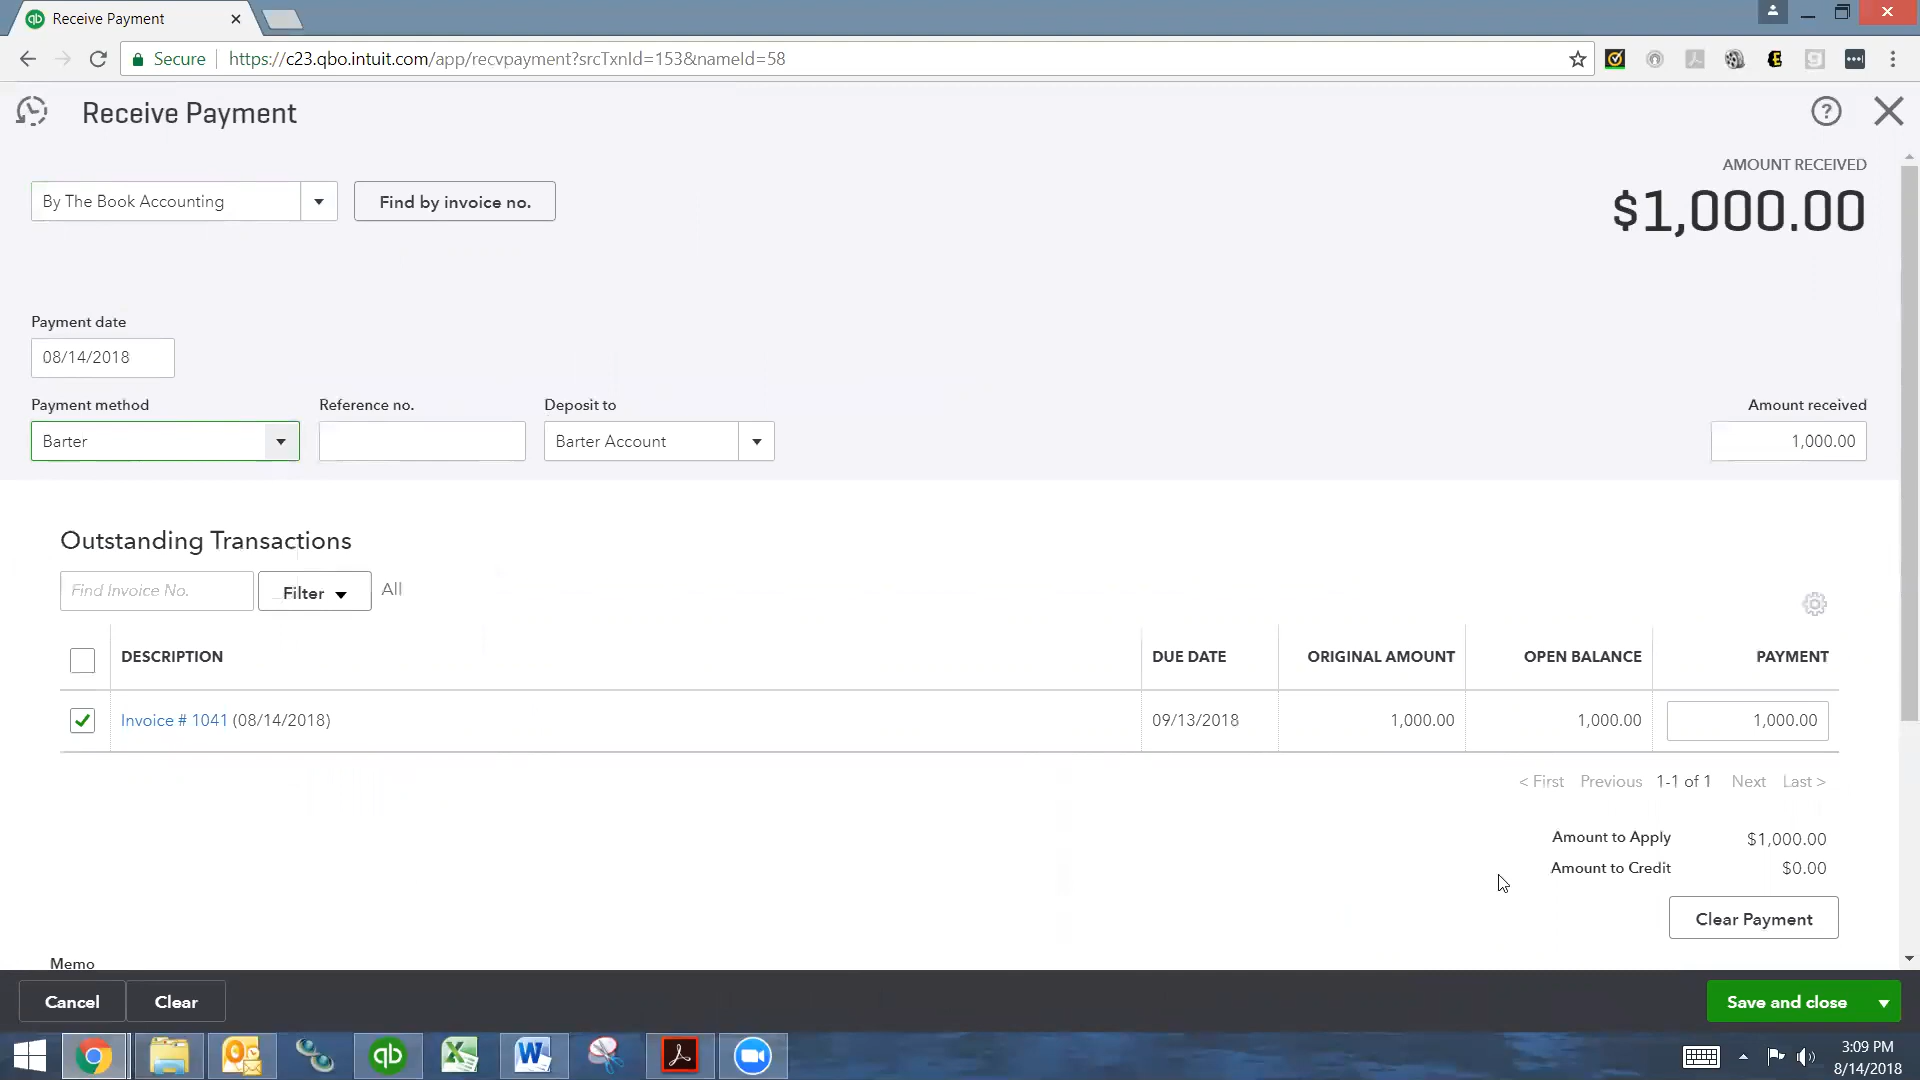 Receive Payment
Secure https://c23.qbo.intuit.com/app/recvpayment?srcTxnId=153&nameId=58
Receive Payment
AMOUNT RECEIVED
$1,000.00
By The Book Accounting
Find by invoice no.
Payment date
08/14/2018
Payment method
Reference no.
Deposit to
Amount received
Barter
Barter Account
1,000.00
Outstanding Transactions
Find Invoice No.
Filter
All
DESCRIPTION
DUE DATE
ORIGINAL AMOUNT
OPEN BALANCE
PAYMENT
Invoice # 1041 (08/14/2018)
09/13/2018
1,000.00
1,000.00
1,000.00
< First Previous 1-1 of 1 Next Last >
Amount to Apply $1,000.00
Amount to Credit $0.00
Clear Payment
Memo
Cancel
Clear
Save and close
3:09 PM
8/14/2018